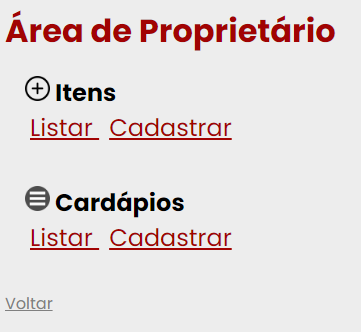 Área de Proprietário
Itens
Listar Cadastrar
Cardápios
Listar Cadastrar
Voltar